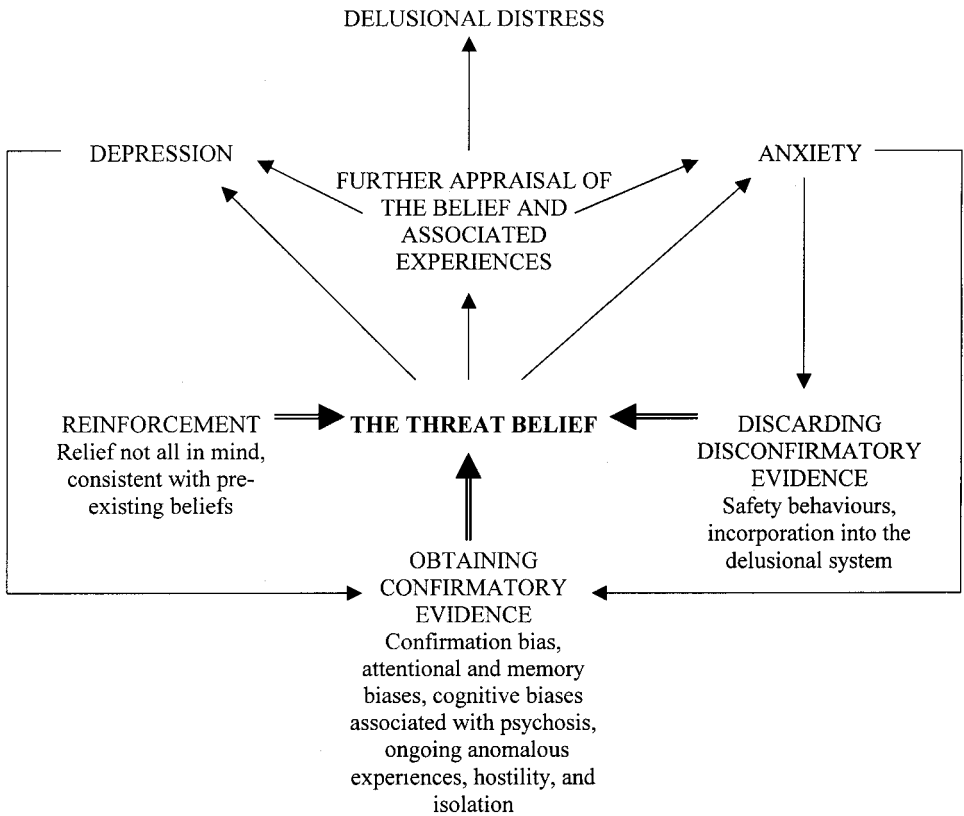 DELUSIONAL DISTRESS
DEPRESSION
ANXIETY
FURTHER APPRAISAL OF
THE BELIEF AND
ASSOCIATED
EXPERIENCES
REINFORCEMENT
Relief not all in mind,
consistent with pre-
existing beliefs
THE THREAT BELIEF
DISCARDING
DISCONFIRMATORY
EVIDENCE
Safety behaviours,
incorporation into the
delusional system
OBTAINING
CONFIRMATORY
EVIDENCE
Confirmation bias,
attentional and memory
biases, cognitive biases
associated with psychosis,
ongoing anomalous
experiences, hostility, and
isolation